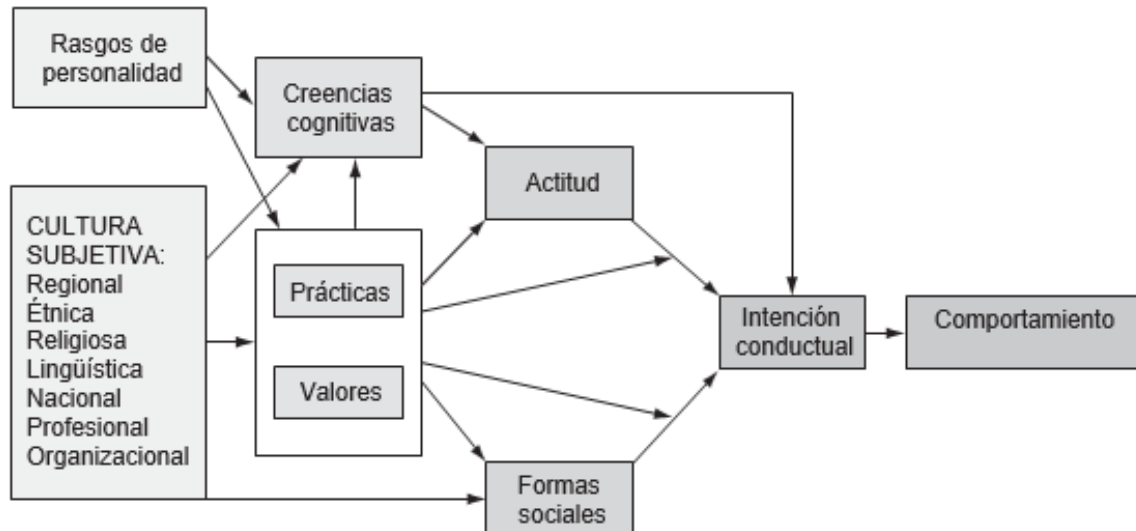 Rasgos de
personalidad
Creencias
cognitivas
Actitud
CULTURA
SUBJETIVA:
Regional
Étnica
Religiosa
Lingüística
Nacional
Profesional
Organizacional
Prácticas
Valores
Intención
conductual
Comportamiento
Formas
sociales